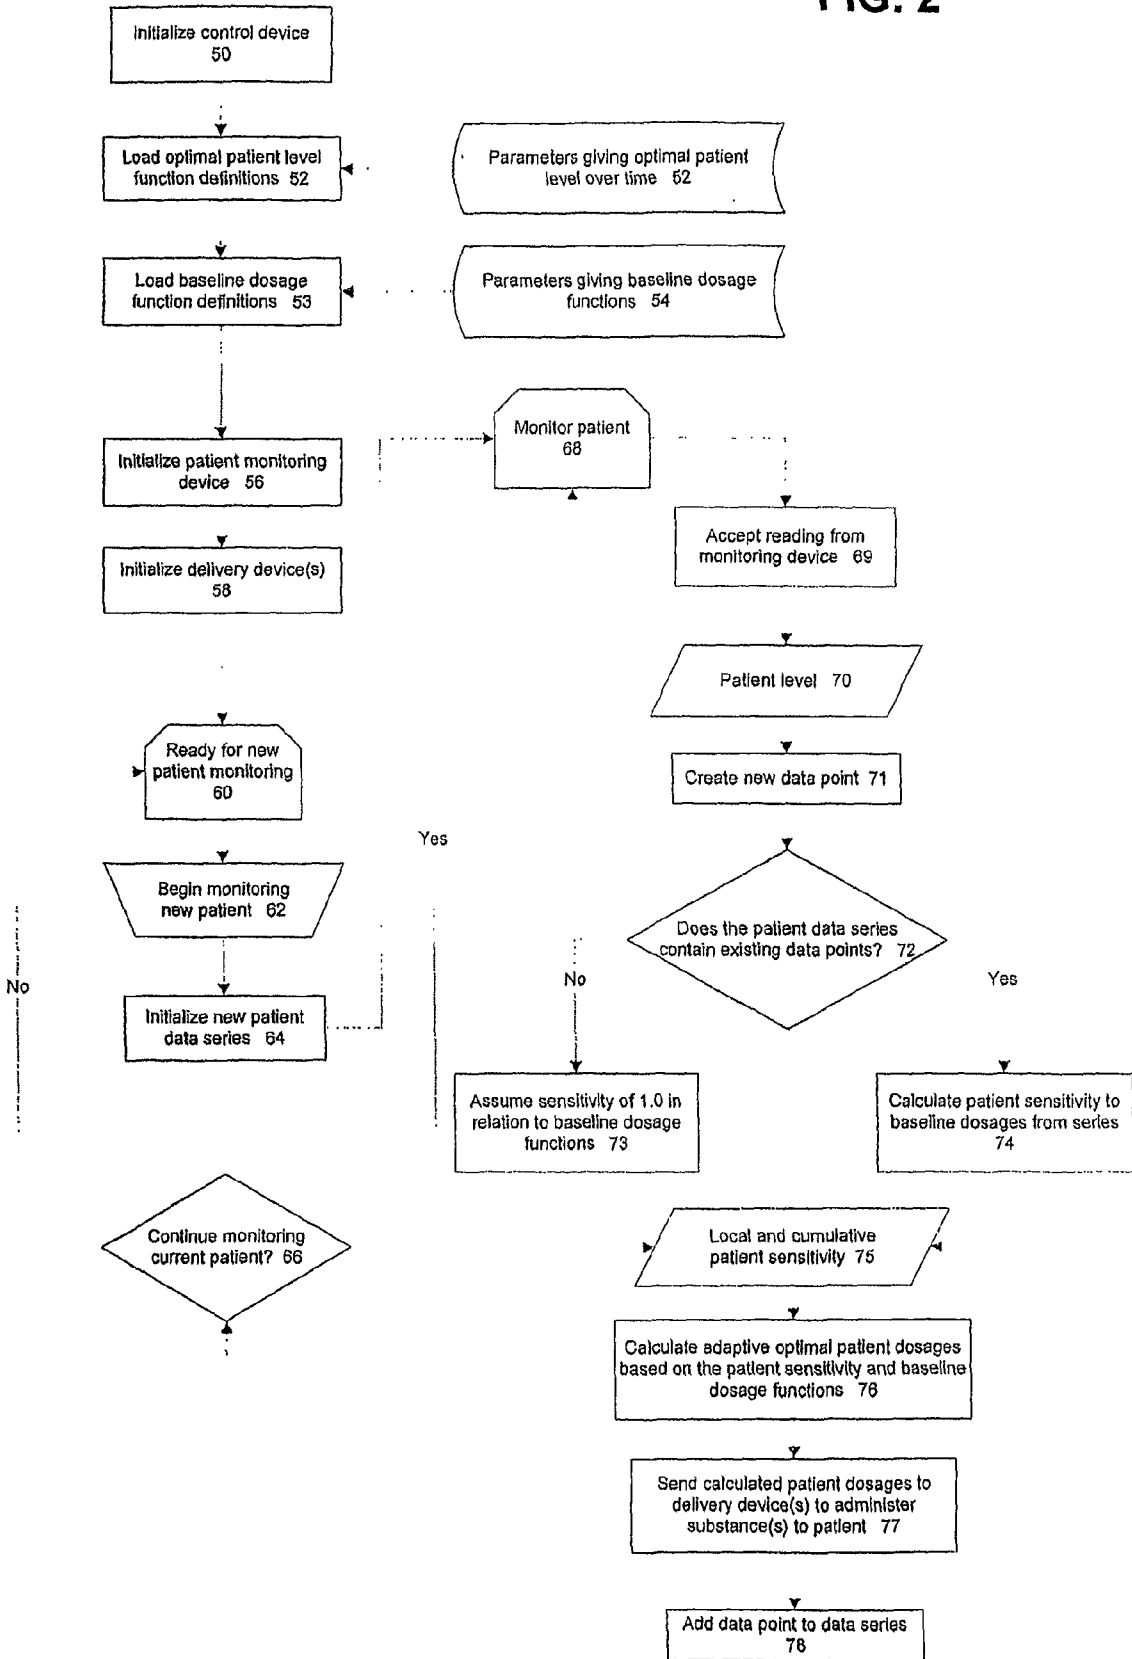 FIG. 2
Initialize control device
50
Load optimal patient level
function definitions 52
Parameters giving optimal patient
level over time 52
Load baseline dosage
function definitions 53
Parameters giving baseline dosage
functions 54
Monitor patient
68
Initialize patient monitoring
device 56
Accept reading from
monitoring device 69
Initialize delivery device(s)
58
Patient level 70
Ready for new
patient monitoring
60
Create new data point 71
Yes
Begin monitoring
new patient 62
Does the patient data series
contain existing data points? 72
No
No
Yes
Initialize new patient
data series 64
Assume sensitivity of 1.0 in
relation to baseline dosage
functions 73
Calculate patient sensitivity to
baseline dosages from series
74
Continue monitoring
current patient? 66
Local and cumulative
patient sensitivity 75
Calculate adaptive optimal patient dosages
based on the patient sensitivity and baseline
dosage functions 76
Send calculated patient dosages to
delivery device(s) to administer
substance(s) to patient 77
Add data point to data series
78